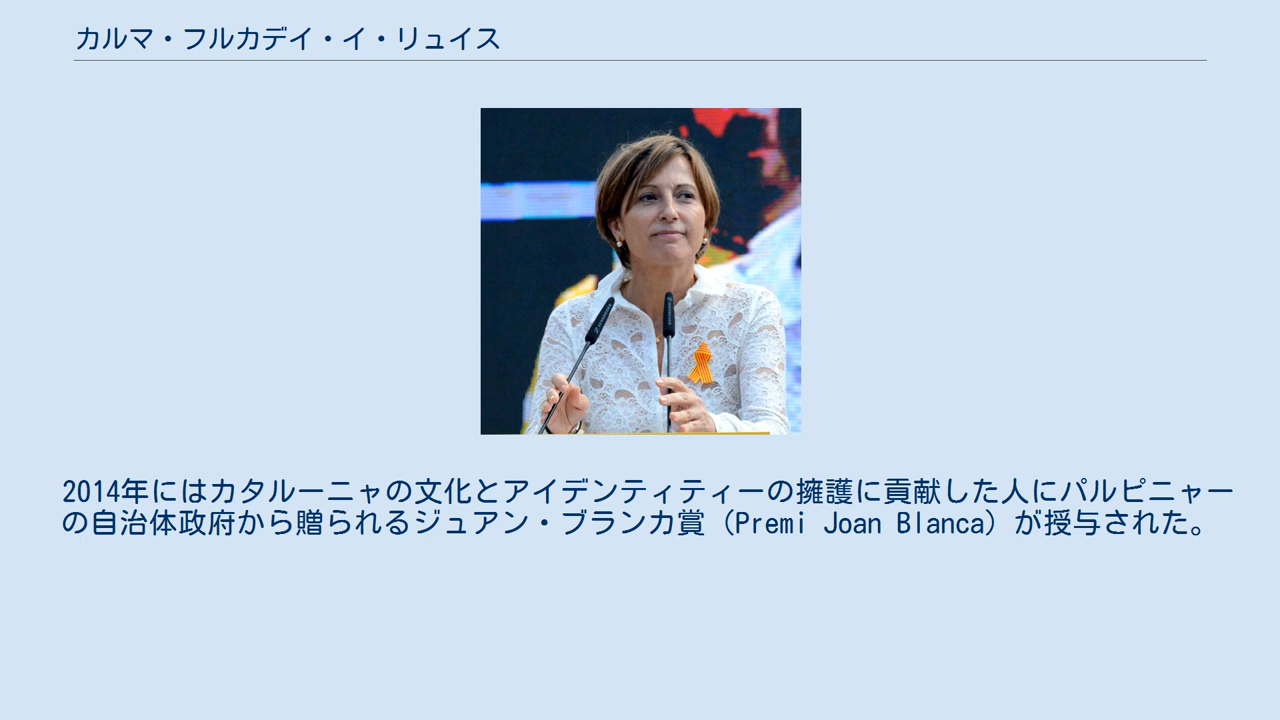 カルマ・フルカデイ・イ・リュイス
2014年にはカタルーニャの文化とアイデンティティーの擁護に貢献した人にパルピニャー
の自治体政府から贈られるジュアン・ブランカ賞（Premi Joan Blanca）が授与された。